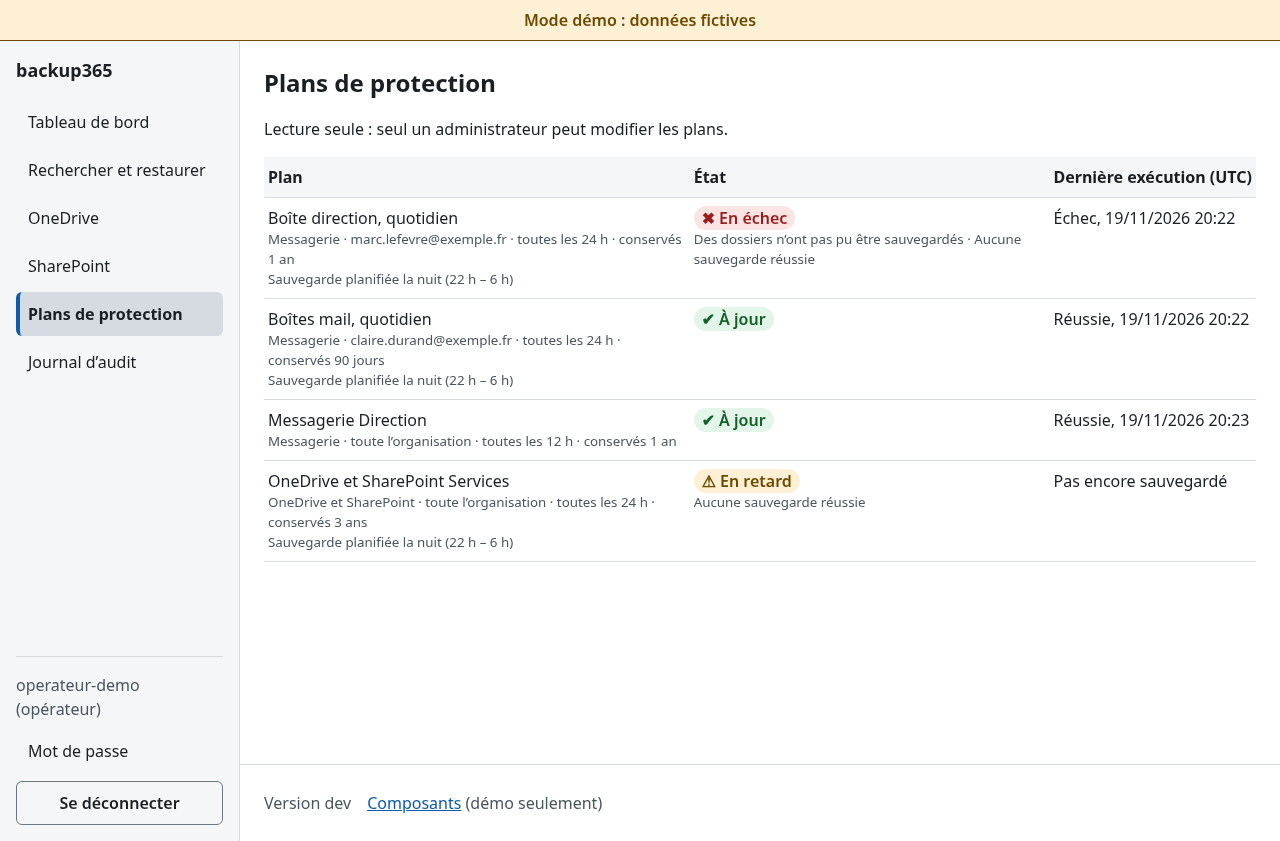 Mode démo : données fictives
backup365
Tableau de bord
Rechercher et restaurer
OneDrive
SharePoint
Plans de protection
Journal d’audit
operateur-demo
(opérateur)
Mot de passe
Se déconnecter
Plans de protection
Lecture seule : seul un administrateur peut modifier les plans.
Plan État Dernière exécution (UTC)
Boîte direction, quotidien ✖ En échec Échec, 19/11/2026 20:22
Messagerie · marc.lefevre@exemple.fr · toutes les 24 h · conservés Des dossiers n’ont pas pu être sauvegardés · Aucune
1 an sauvegarde réussie
Sauvegarde planifiée la nuit (22 h – 6 h)
Boîtes mail, quotidien ✔ À jour Réussie, 19/11/2026 20:22
Messagerie · claire.durand@exemple.fr · toutes les 24 h ·
conservés 90 jours
Sauvegarde planifiée la nuit (22 h – 6 h)
Messagerie Direction ✔ À jour Réussie, 19/11/2026 20:23
Messagerie · toute l’organisation · toutes les 12 h · conservés 1 an
OneDrive et SharePoint Services ⚠ En retard Pas encore sauvegardé
OneDrive et SharePoint · toute l’organisation · toutes les 24 h · Aucune sauvegarde réussie
conservés 3 ans
Sauvegarde planifiée la nuit (22 h – 6 h)
Version dev Composants (démo seulement)